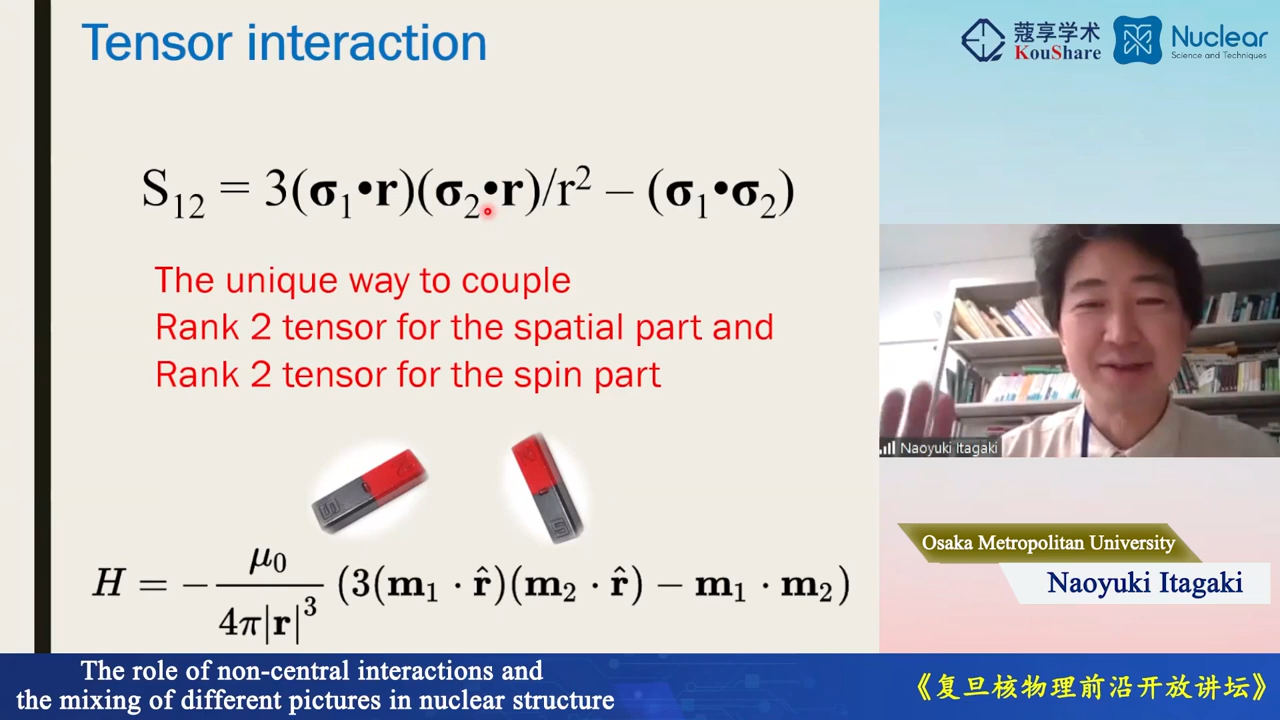 Tensor interaction
S₁₂ = 3(σ₁•r)(σ₂•r)/r² – (σ₁•σ₂)
The unique way to couple
Rank 2 tensor for the spatial part and
Rank 2 tensor for the spin part
H = −μ₀/4π|r|³ (3(m₁ · r̂)(m₂ · r̂) − m₁ · m₂)
蔻享学术
KouShare
Nuclear
Science and Techniques
Naoyuki Itagaki
Osaka Metropolitan University
Naoyuki Itagaki
The role of non-central interactions and
the mixing of different pictures in nuclear structure
《复旦核物理前沿开放讲坛》